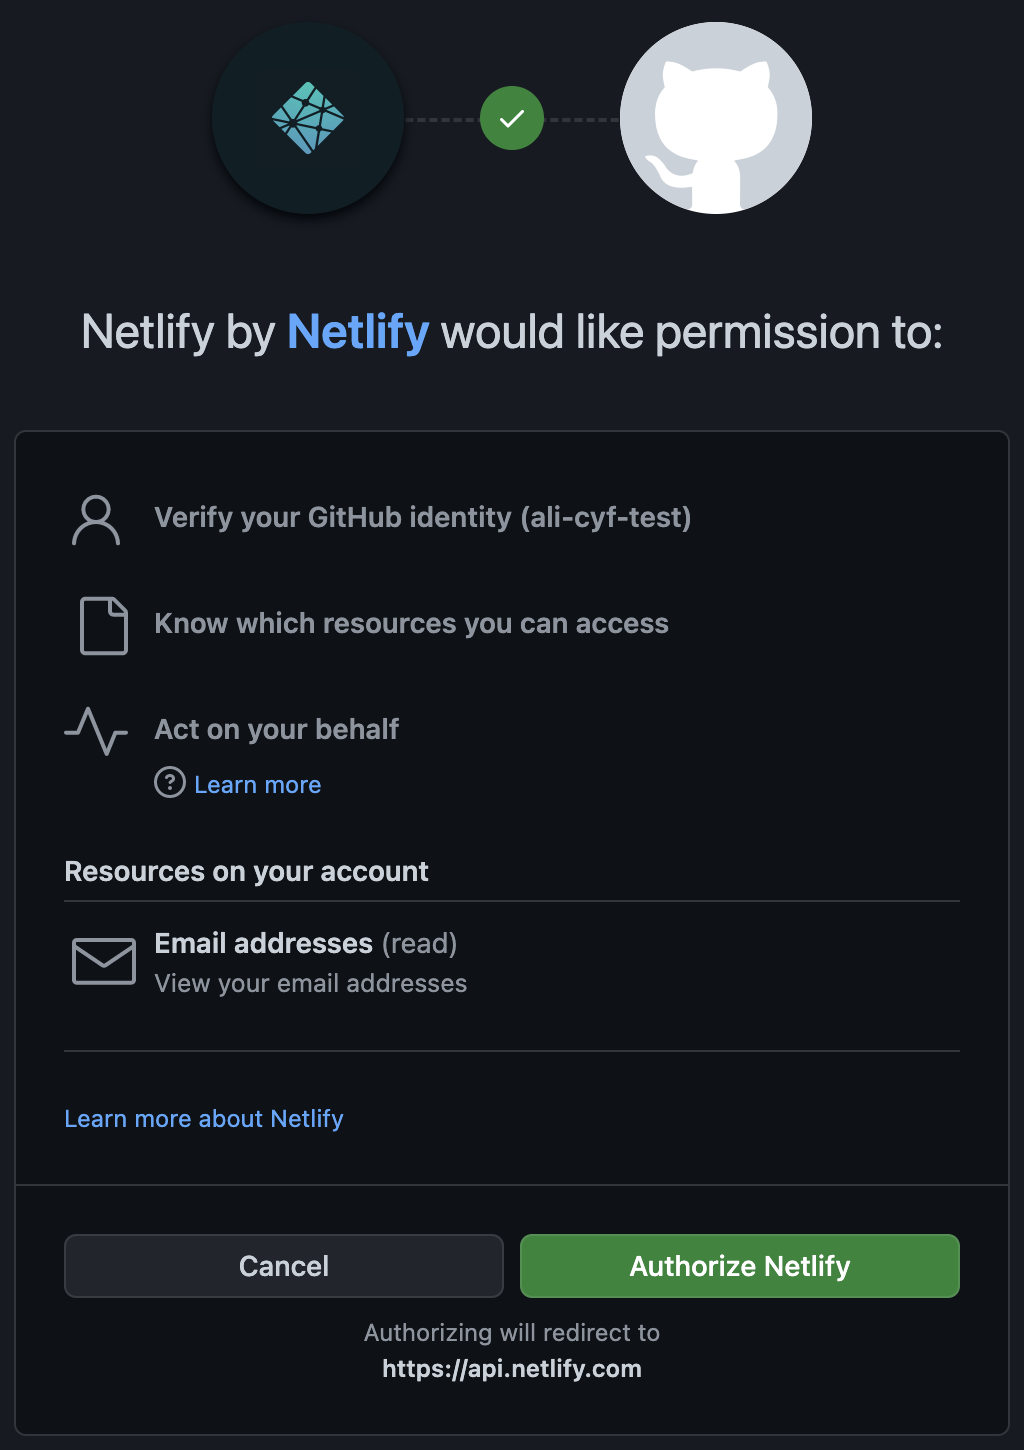 Netlify by Netlify would like permission to:
Verify your GitHub identity (ali-cyf-test)
Know which resources you can access
Act on your behalf
Learn more
Resources on your account
Email addresses (read)
View your email addresses
Learn more about Netlify
Cancel
Authorize Netlify
Authorizing will redirect to
https://api.netlify.com